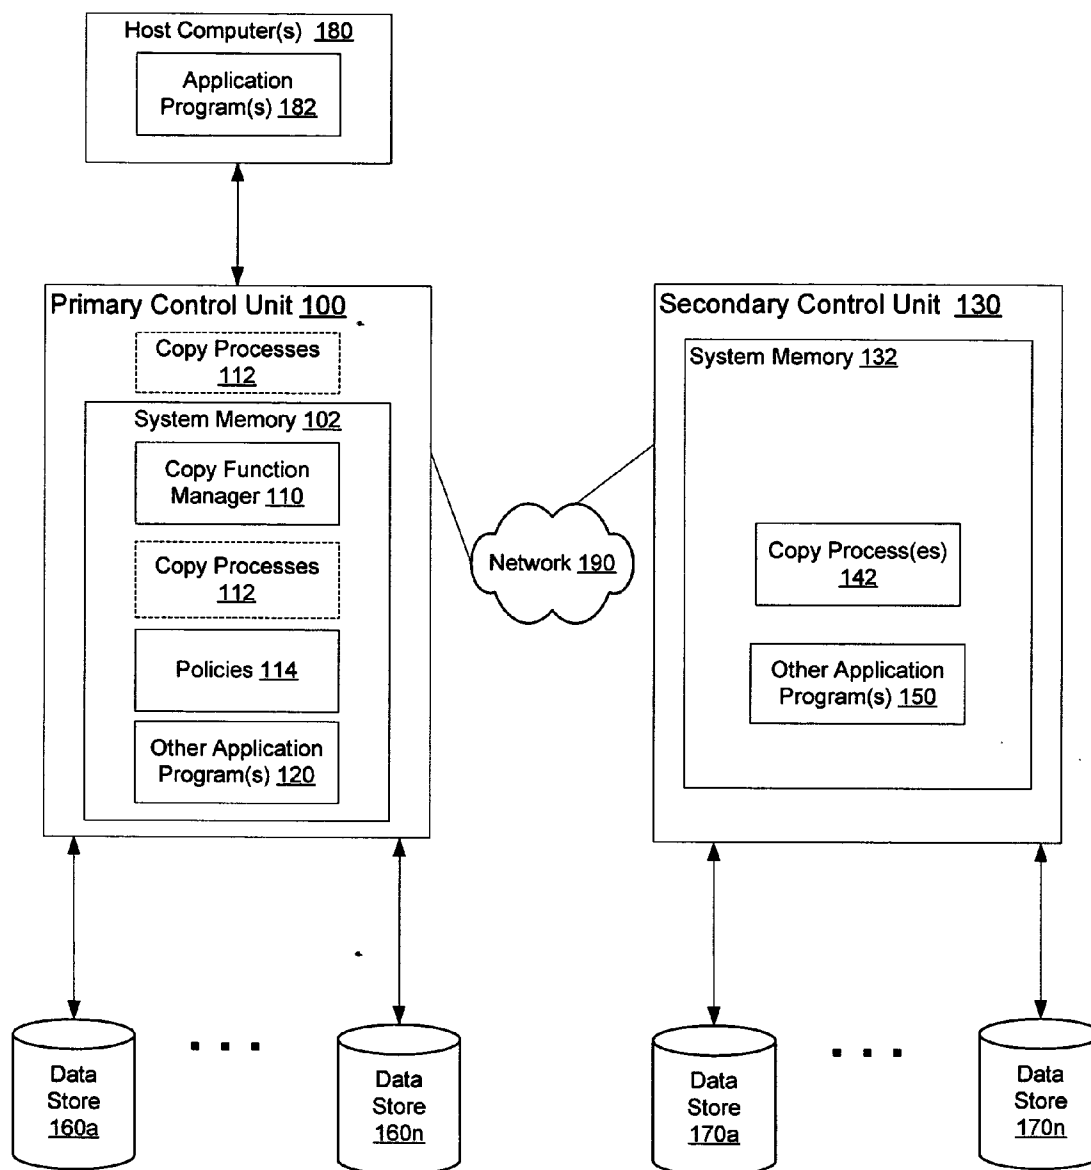 Host Computer(s) 180
Application
Program(s) 182
Primary Control Unit 100
Copy Processes
112
System Memory 102
Copy Function
Manager 110
Copy Processes
112
Policies 114
Other Application
Program(s) 120
Network 190
Secondary Control Unit 130
System Memory 132
Copy Process(es)
142
Other Application
Program(s) 150
Data
Store
160a
Data
Store
160n
Data
Store
170a
Data
Store
170n